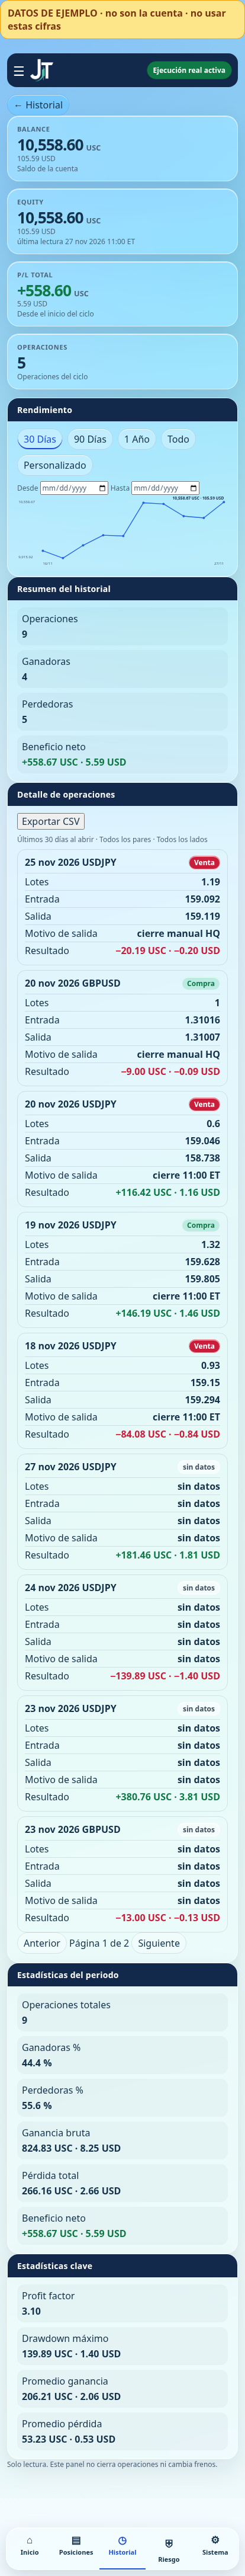 DATOS DE EJEMPLO · no son la cuenta · no usar
estas cifras
☰ JT Ejecución real activa
← Historial
BALANCE
10,558.60 USC
105.59 USD
Saldo de la cuenta
EQUITY
10,558.60 USC
105.59 USD
última lectura 27 nov 2026 11:00 ET
P/L TOTAL
+558.60 USC
5.59 USD
Desde el inicio del ciclo
OPERACIONES
5
Operaciones del ciclo
Rendimiento
30 Días 90 Días 1 Año Todo
Personalizado
Desde mm/dd/yyyy Hasta mm/dd/yyyy
Resumen del historial
Operaciones
9
Ganadoras
4
Perdedoras
5
Beneficio neto
+558.67 USC · 5.59 USD
Detalle de operaciones
Exportar CSV
Últimos 30 días al abrir · Todos los pares · Todos los lados
25 nov 2026 USDJPY Venta
Lotes 1.19
Entrada 159.092
Salida 159.119
Motivo de salida cierre manual HQ
Resultado −20.19 USC · −0.20 USD
20 nov 2026 GBPUSD Compra
Lotes 1
Entrada 1.31016
Salida 1.31007
Motivo de salida cierre manual HQ
Resultado −9.00 USC · −0.09 USD
20 nov 2026 USDJPY Venta
Lotes 0.6
Entrada 159.046
Salida 158.738
Motivo de salida cierre 11:00 ET
Resultado +116.42 USC · 1.16 USD
19 nov 2026 USDJPY Compra
Lotes 1.32
Entrada 159.628
Salida 159.805
Motivo de salida cierre 11:00 ET
Resultado +146.19 USC · 1.46 USD
18 nov 2026 USDJPY Venta
Lotes 0.93
Entrada 159.15
Salida 159.294
Motivo de salida cierre 11:00 ET
Resultado −84.08 USC · −0.84 USD
27 nov 2026 USDJPY sin datos
Lotes sin datos
Entrada sin datos
Salida sin datos
Motivo de salida sin datos
Resultado +181.46 USC · 1.81 USD
24 nov 2026 USDJPY sin datos
Lotes sin datos
Entrada sin datos
Salida sin datos
Motivo de salida sin datos
Resultado −139.89 USC · −1.40 USD
23 nov 2026 USDJPY sin datos
Lotes sin datos
Entrada sin datos
Salida sin datos
Motivo de salida sin datos
Resultado +380.76 USC · 3.81 USD
23 nov 2026 GBPUSD sin datos
Lotes sin datos
Entrada sin datos
Salida sin datos
Motivo de salida sin datos
Resultado −13.00 USC · −0.13 USD
Anterior Página 1 de 2 Siguiente
Estadísticas del periodo
Operaciones totales
9
Ganadoras %
44.4 %
Perdedoras %
55.6 %
Ganancia bruta
824.83 USC · 8.25 USD
Pérdida total
266.16 USC · 2.66 USD
Beneficio neto
+558.67 USC · 5.59 USD
Estadísticas clave
Profit factor
3.10
Drawdown máximo
139.89 USC · 1.40 USD
Promedio ganancia
206.21 USC · 2.06 USD
Promedio pérdida
53.23 USC · 0.53 USD
Solo lectura. Este panel no cierra operaciones ni cambia frenos.
Inicio Posiciones Historial Riesgo Sistema